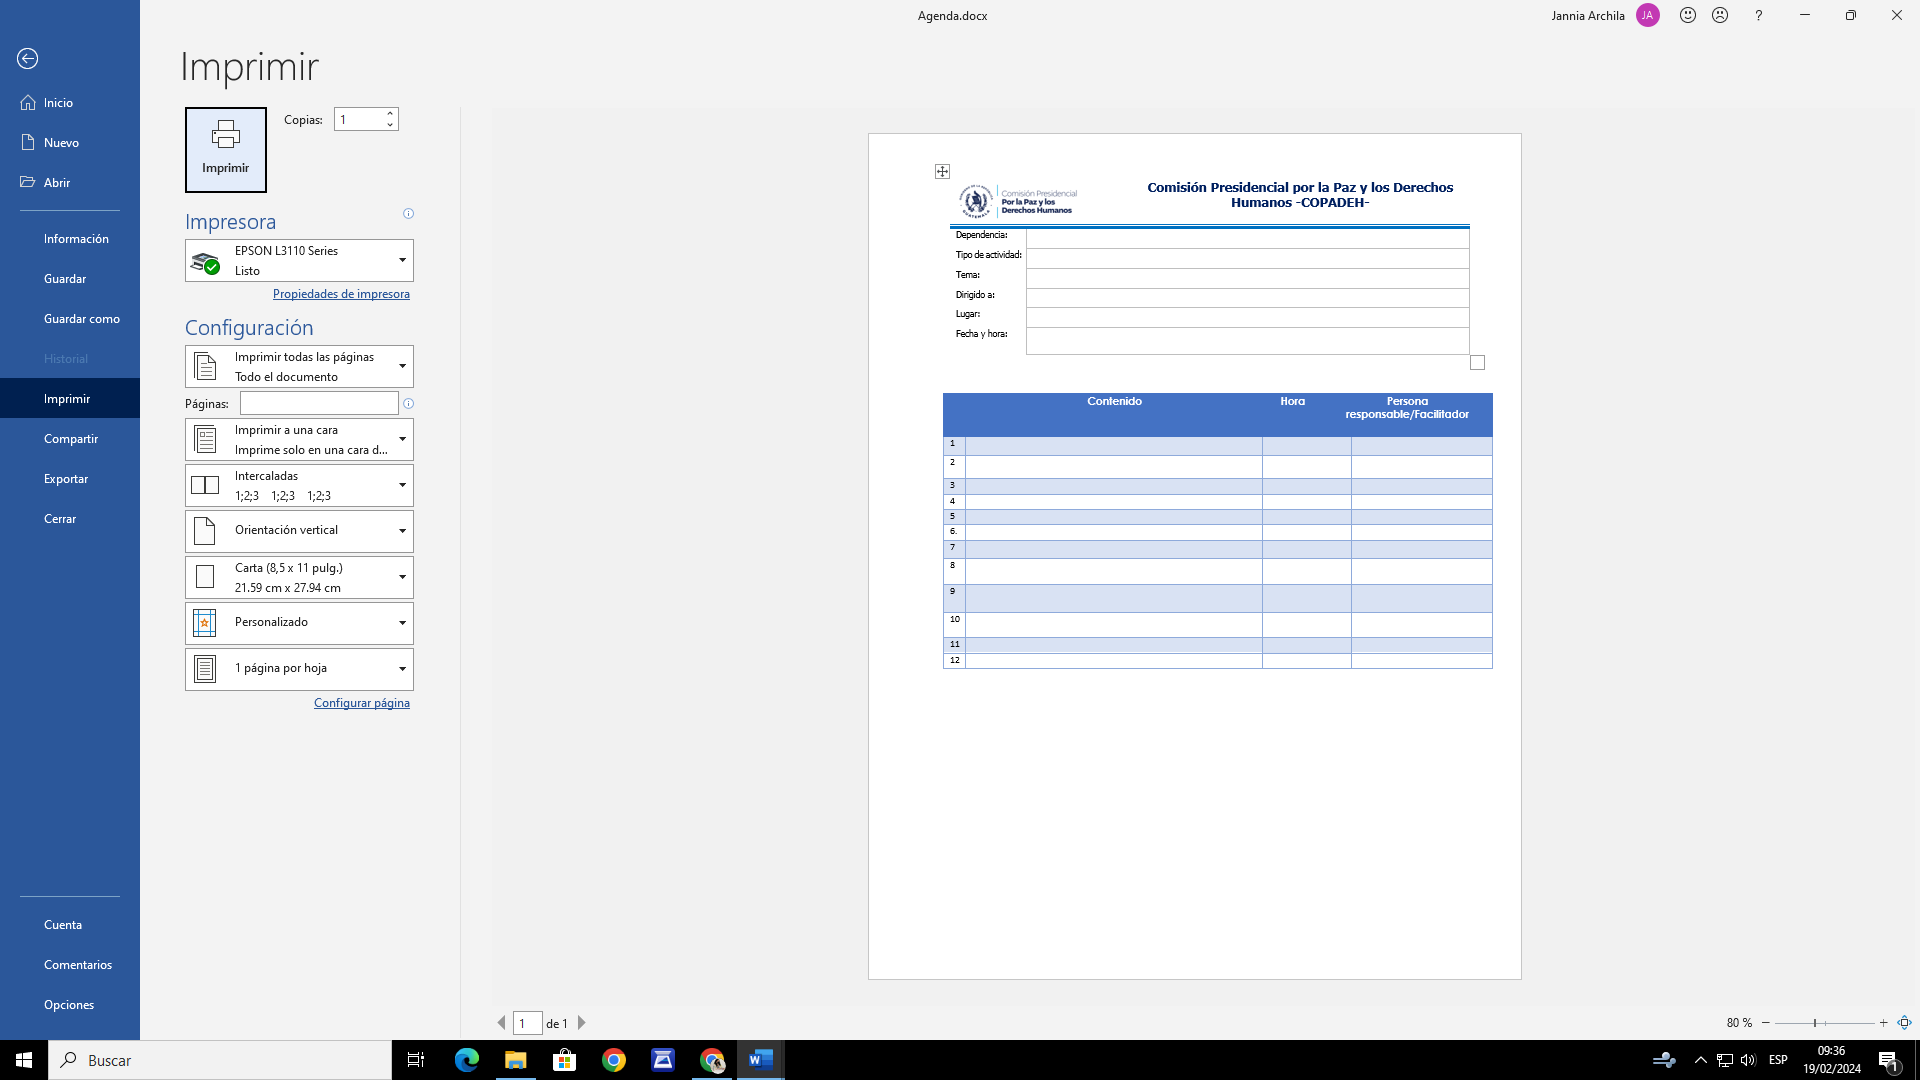 Agenda.docx
Jannia Archila
JA
?
Imprimir
Inicio
Nuevo
Abrir
Información
Guardar
Guardar como
Historial
Imprimir
Compartir
Exportar
Cerrar
Cuenta
Comentarios
Opciones
Imprimir
Copias:
1
Impresora
EPSON L3110 Series
Listo
Propiedades de impresora
Configuración
Imprimir todas las páginas
Todo el documento
Páginas:
Imprimir a una cara
Imprime solo en una cara d...
Intercaladas
1;2;3 1;2;3 1;2;3
Orientación vertical
Carta (8,5 x 11 pulg.)
21.59 cm x 27.94 cm
Personalizado
1 página por hoja
Configurar página
Comisión Presidencial
Por la Paz y los
Derechos Humanos
Comisión Presidencial por la Paz y los Derechos
Humanos -COPADEH-
Dependencia:
Tipo de actividad:
Tema:
Dirigido a:
Lugar:
Fecha y hora:
Contenido Hora Persona
responsable/Facilitador
1
2
3
4
5
6.
7
8
9
10
11
12
1 de 1
80 %
Buscar
ESP
09:36
19/02/2024
1